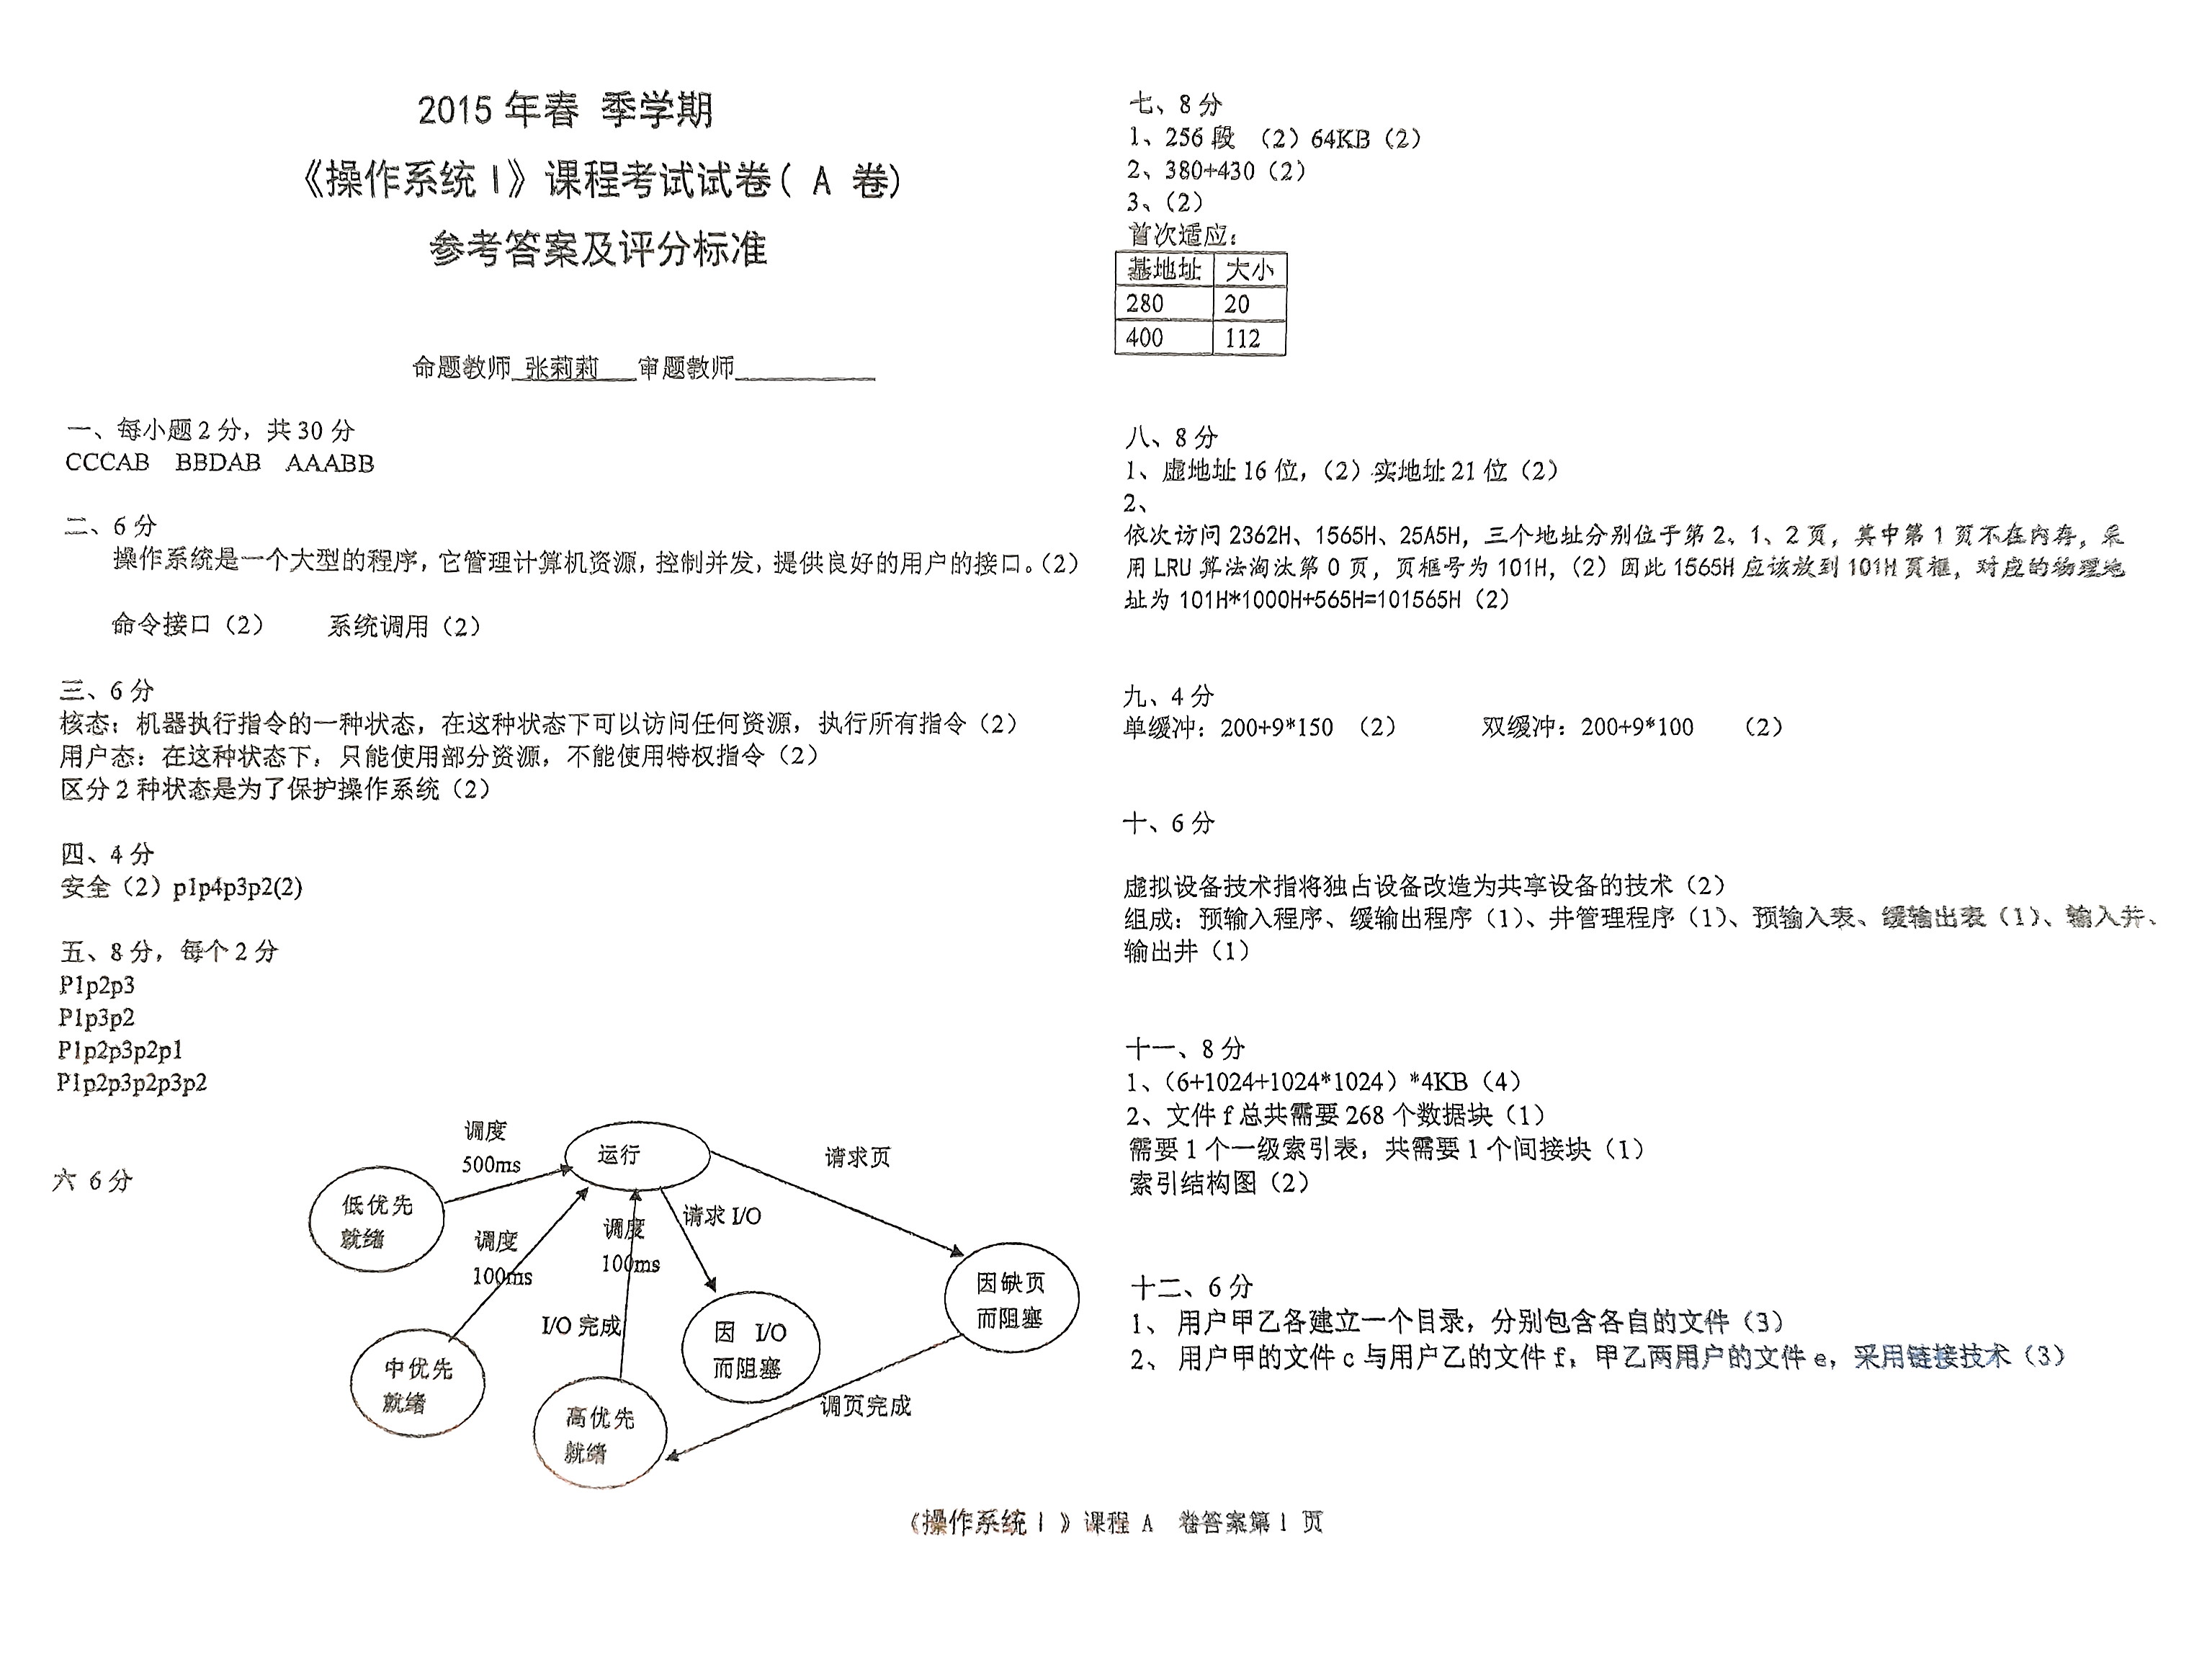 2015 年春 季学期
《操作系统 I》课程考试试卷( A 卷)
参考答案及评分标准
命题教师 张莉莉 审题教师
一、每小题 2 分，共 30 分
CCCAB BBDAB AAABB
二、6 分
操作系统是一个大型的程序，它管理计算机资源，控制并发，提供良好的用户的接口。（2）
命令接口（2） 系统调用（2）
三、6 分
核态：机器执行指令的一种状态，在这种状态下可以访问任何资源，执行所有指令（2）
用户态：在这种状态下，只能使用部分资源，不能使用特权指令（2）
区分 2 种状态是为了保护操作系统（2）
四、4 分
安全（2）p1p4p3p2(2)
五、8 分，每个 2 分
P1p2p3
P1p3p2
P1p2p3p2p1
P1p2p3p2p3p2
六 6 分
调度
500ms
运行
请求页
低优先
就绪
调度
100ms
调度
100ms
请求 I/O
I/O 完成
因 I/O
而阻塞
因缺页
而阻塞
中优先
就绪
高优先
就绪
调页完成
七、8 分
1、256 段 （2）64KB（2）
2、380+430（2）
3、（2）
首次适应：
基地址 大小
280 20
400 112
八、8 分
1、虚地址 16 位，（2）实地址 21 位（2）
2、
依次访问 2362H、1565H、25A5H，三个地址分别位于第 2、1、2 页，其中第 1 页不在内存，采
用 LRU 算法淘汰第 0 页，页框号为 101H，（2）因此 1565H 应该放到 101H 页框，对应的物理地
址为 101H*1000H+565H=101565H（2）
九、4 分
单缓冲：200+9*150 （2） 双缓冲：200+9*100 （2）
十、6 分
虚拟设备技术指将独占设备改造为共享设备的技术（2）
组成：预输入程序、缓输出程序（1）、井管理程序（1）、预输入表、缓输出表（1）、输入井、
输出井（1）
十一、8 分
1、（6+1024+1024*1024）*4KB（4）
2、文件 f 总共需要 268 个数据块（1）
需要 1 个一级索引表，共需要 1 个间接块（1）
索引结构图（2）
十二、6 分
1、 用户甲乙各建立一个目录，分别包含各自的文件（3）
2、 用户甲的文件 c 与用户乙的文件 f，甲乙两用户的文件 e，采用链接技术（3）
《操作系统 I 》课程 A 卷答案第 1 页